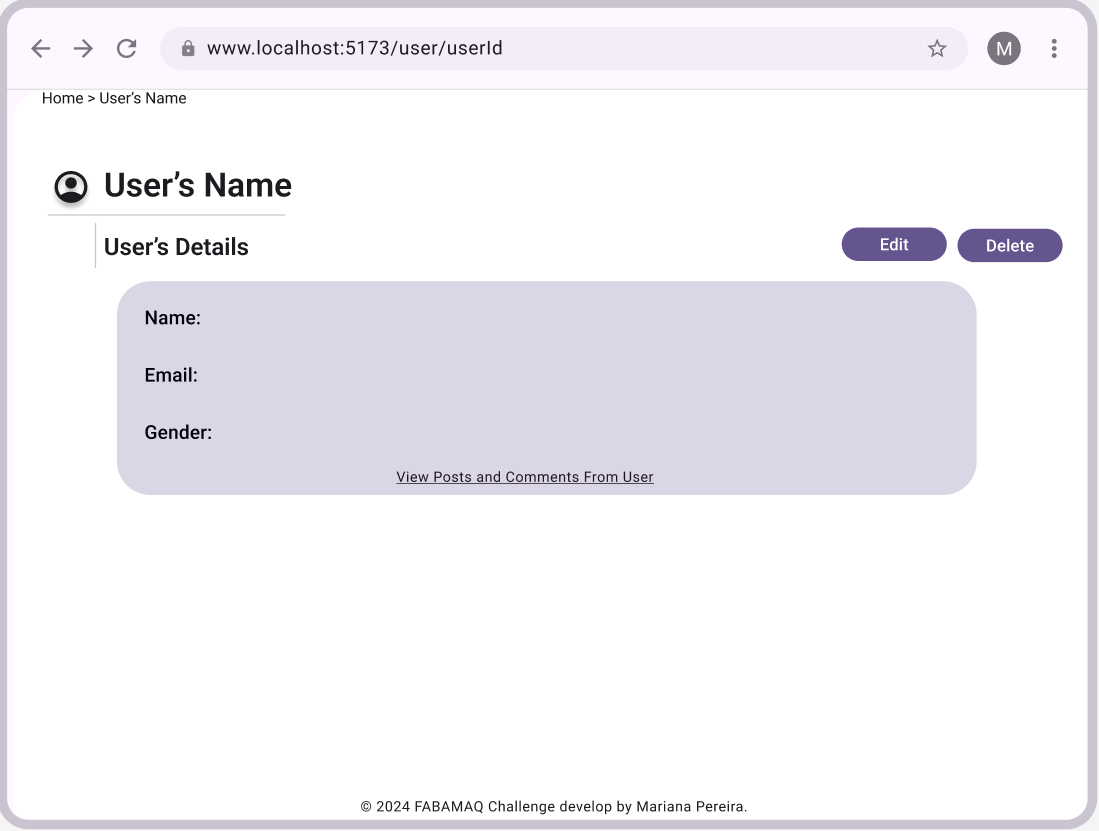 www.localhost:5173/user/userId
M
Home > User’s Name
User’s Name
User’s Details
Edit
Delete
Name:
Email:
Gender:
View Posts and Comments From User
© 2024 FABAMAQ Challenge develop by Mariana Pereira.